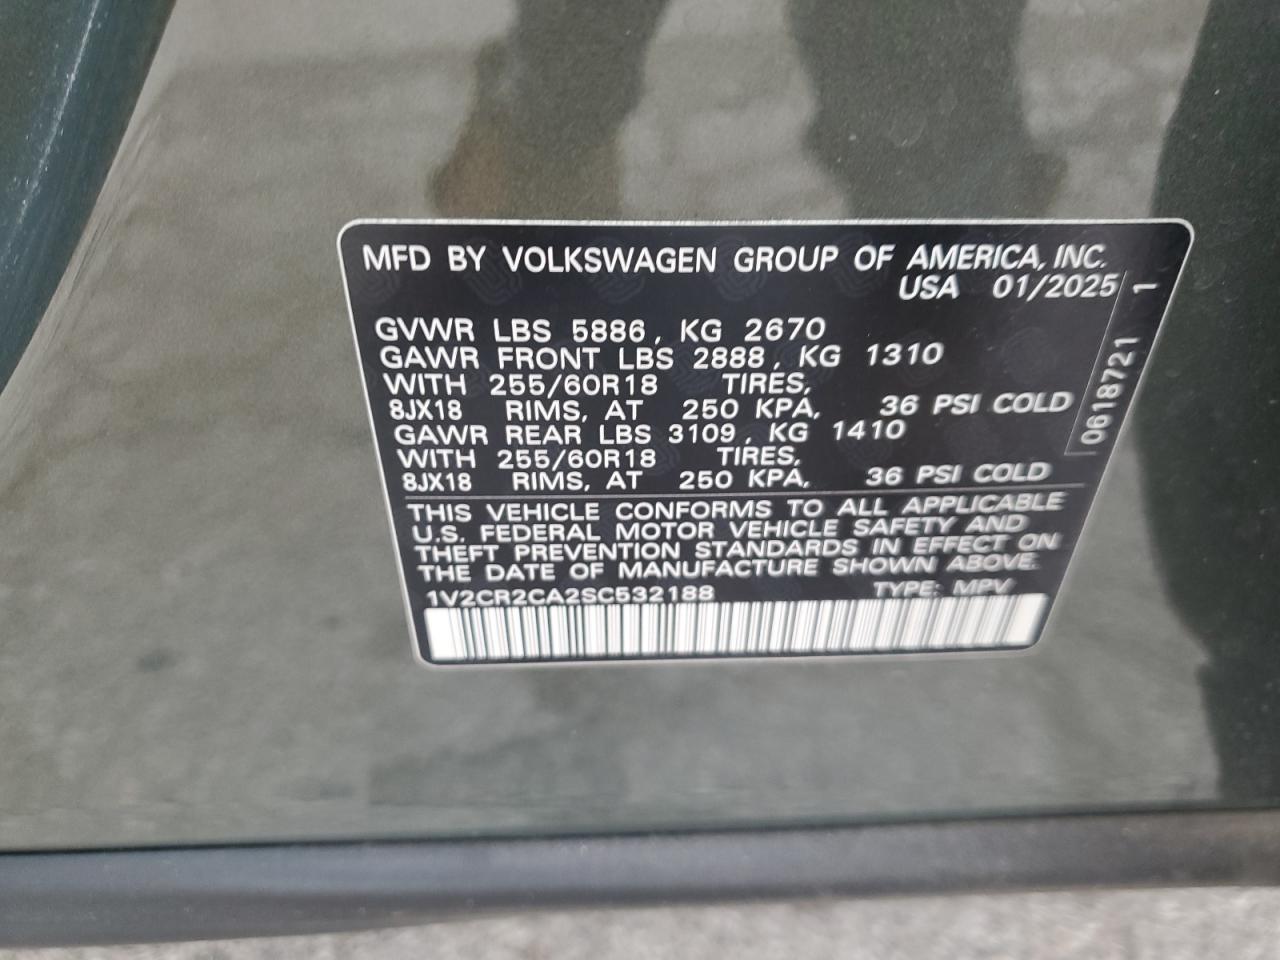 MFD BY VOLKSWAGEN GROUP OF AMERICA, INC.
USA 01/2025
GVWR LBS 5886, KG 2670
GAWR FRONT LBS 2888, KG 1310
WITH 255/60R18 TIRES,
8JX18 RIMS, AT 250 KPA, 36 PSI COLD
GAWR REAR LBS 3109, KG 1410
WITH 255/60R18 TIRES,
8JX18 RIMS, AT 250 KPA, 36 PSI COLD
THIS VEHICLE CONFORMS TO ALL APPLICABLE
U.S. FEDERAL MOTOR VEHICLE SAFETY AND
THEFT PREVENTION STANDARDS IN EFFECT ON
THE DATE OF MANUFACTURE SHOWN ABOVE.
1V2CR2CA2SC532188 TYPE: MPV
0618721 1